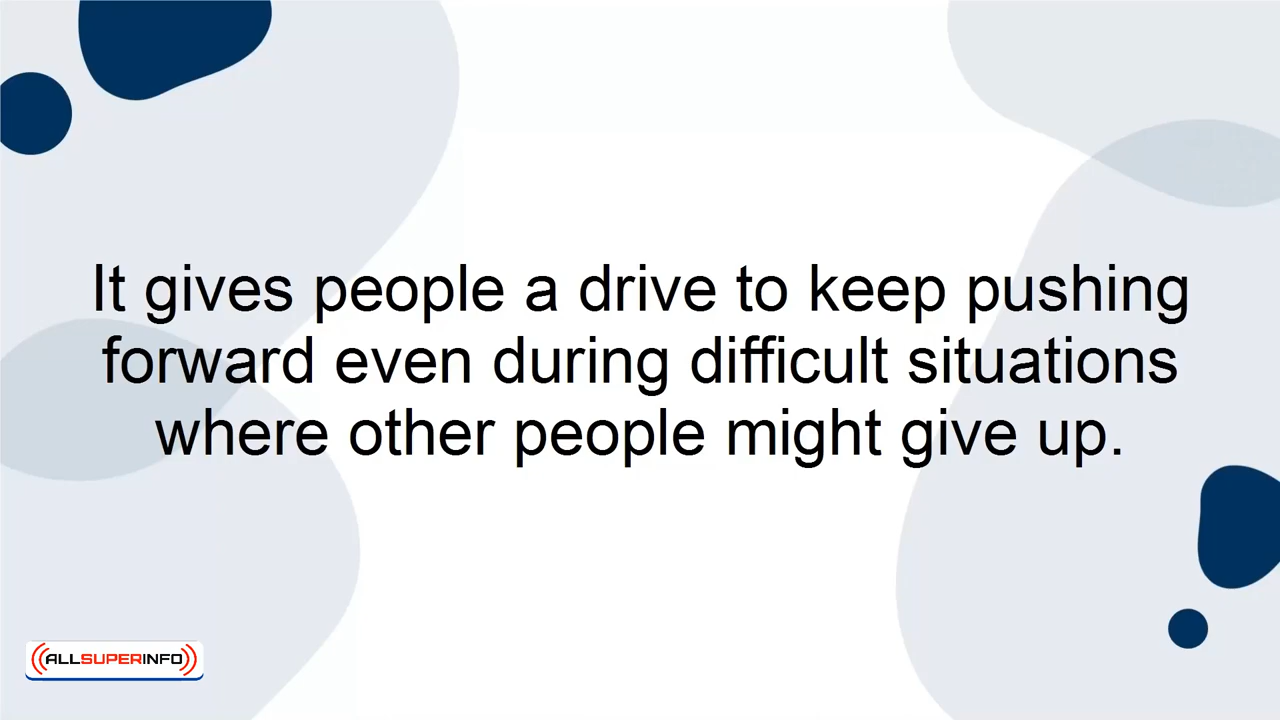 It gives people a drive to keep pushing
forward even during difficult situations
where other people might give up.
ALLSUPERINFO